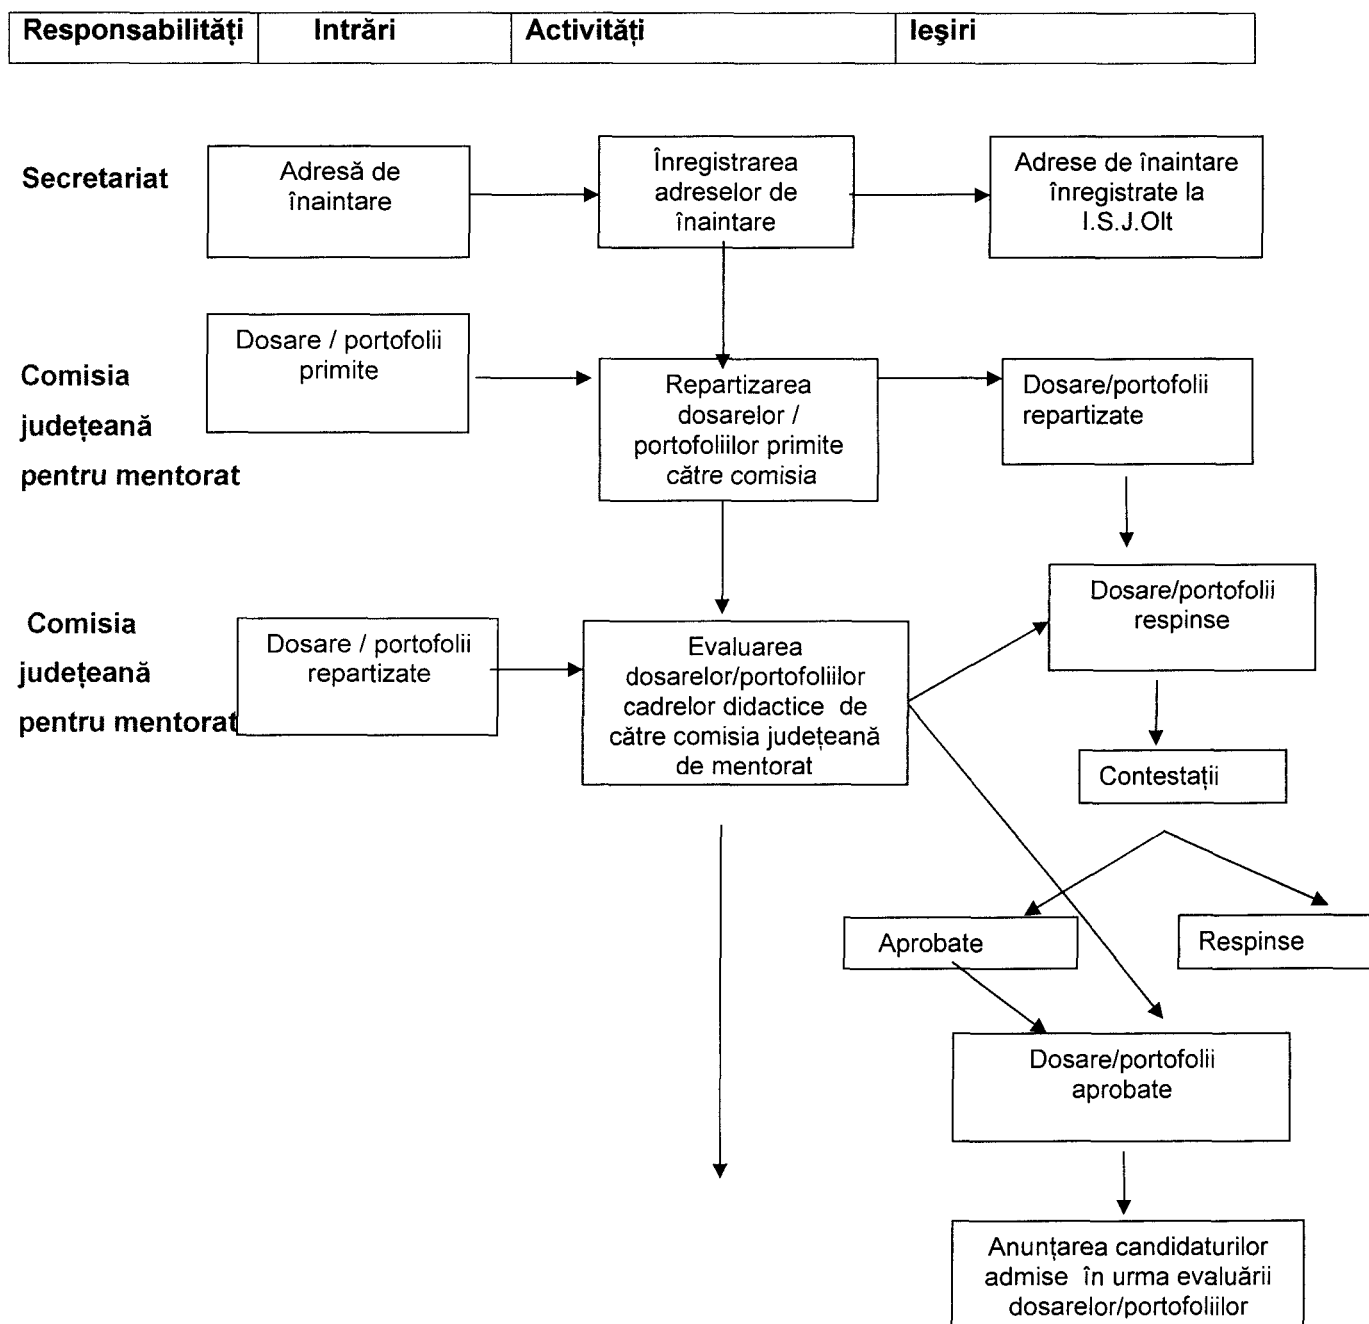 Responsabilități Intrări Activități Ieşiri
Secretariat
Adresă de
înaintare
Înregistrarea
adreselor de
înaintare
Adrese de înaintare
înregistrate la
I.S.J.Olt
Comisia
județeană
pentru mentorat
Dosare / portofolii
primite
Repartizarea
dosarelor /
portofoliilor primite
către comisia
Dosare/portofolii
repartizate
Comisia
județeană
pentru mentorat
Dosare / portofolii
repartizate
Evaluarea
dosarelor/portofoliilor
cadrelor didactice de
către comisia județeană
de mentorat
Dosare/portofolii
respinse
Contestații
Aprobate
Respinse
Dosare/portofolii
aprobate
Anunțarea candidaturilor
admise în urma evaluării
dosarelor/portofoliilor